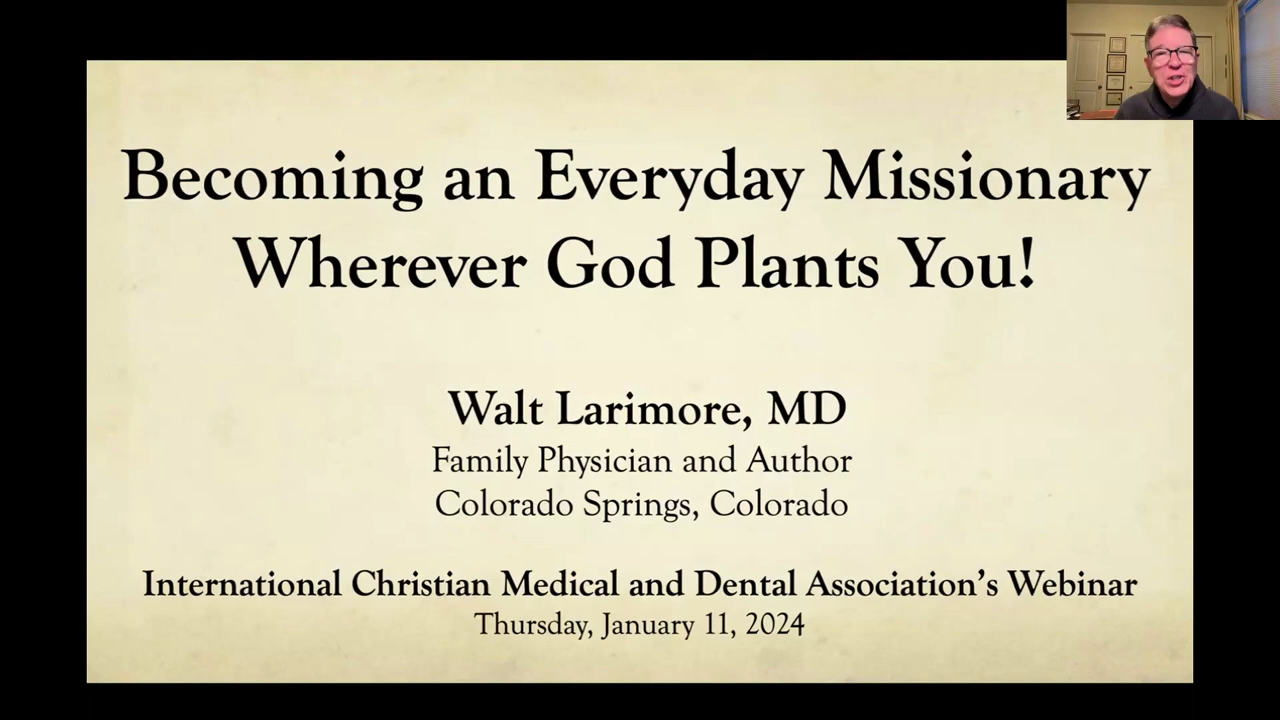 Becoming an Everyday Missionary
Wherever God Plants You!
Walt Larimore, MD
Family Physician and Author
Colorado Springs, Colorado
International Christian Medical and Dental Association’s Webinar
Thursday, January 11, 2024